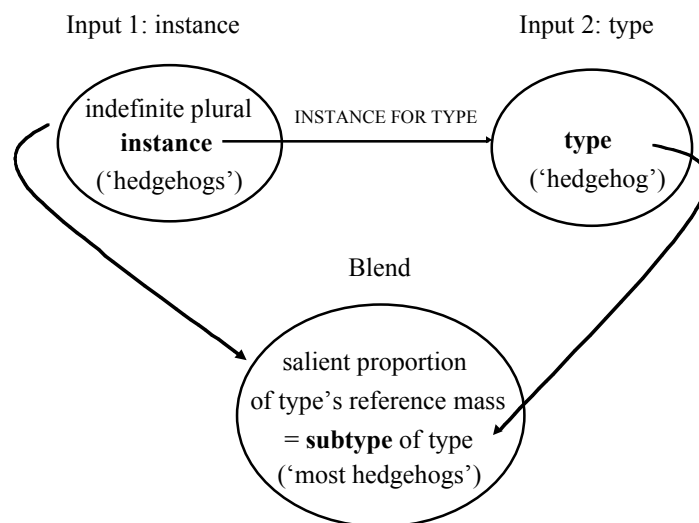 Input 1: instance
Input 2: type
indefinite plural
instance
(‘hedgehogs’)
INSTANCE FOR TYPE
type
(‘hedgehog’)
Blend
salient proportion
of type’s reference mass
= subtype of type
(‘most hedgehogs’)